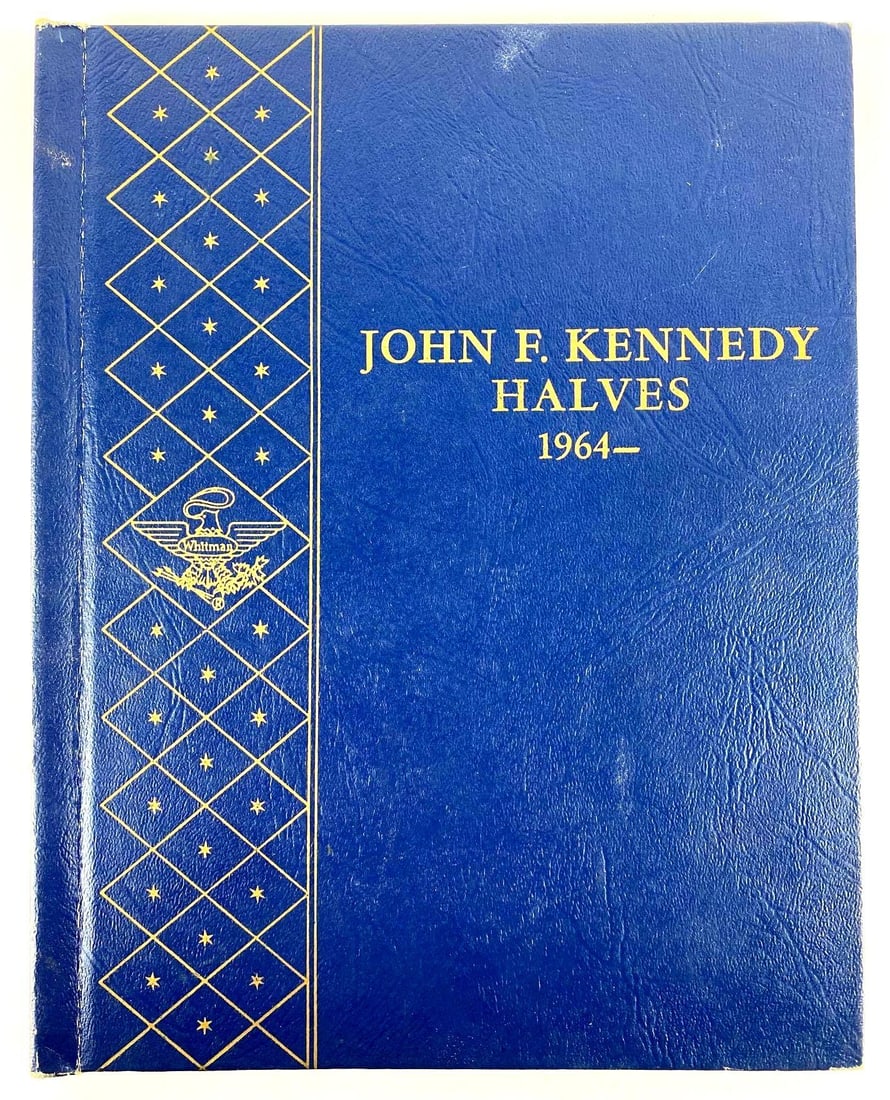 JOHN F. KENNEDY
HALVES
1964—
Whitman
®